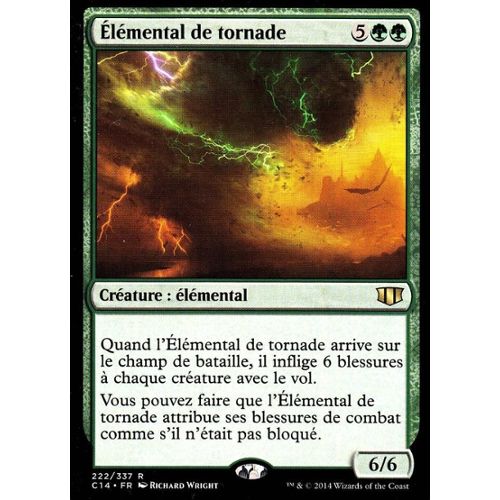 Élémental de tornade 5
Créature : élémental
Quand l'Élémental de tornade arrive sur
le champ de bataille, il inflige 6 blessures
à chaque créature avec le vol.
Vous pouvez faire que l'Élémental de
tornade attribue ses blessures de combat
comme s'il n'était pas bloqué.
6/6
222/337 R
C14 • FR Richard Wright
™ & © 2014 Wizards of the Coast